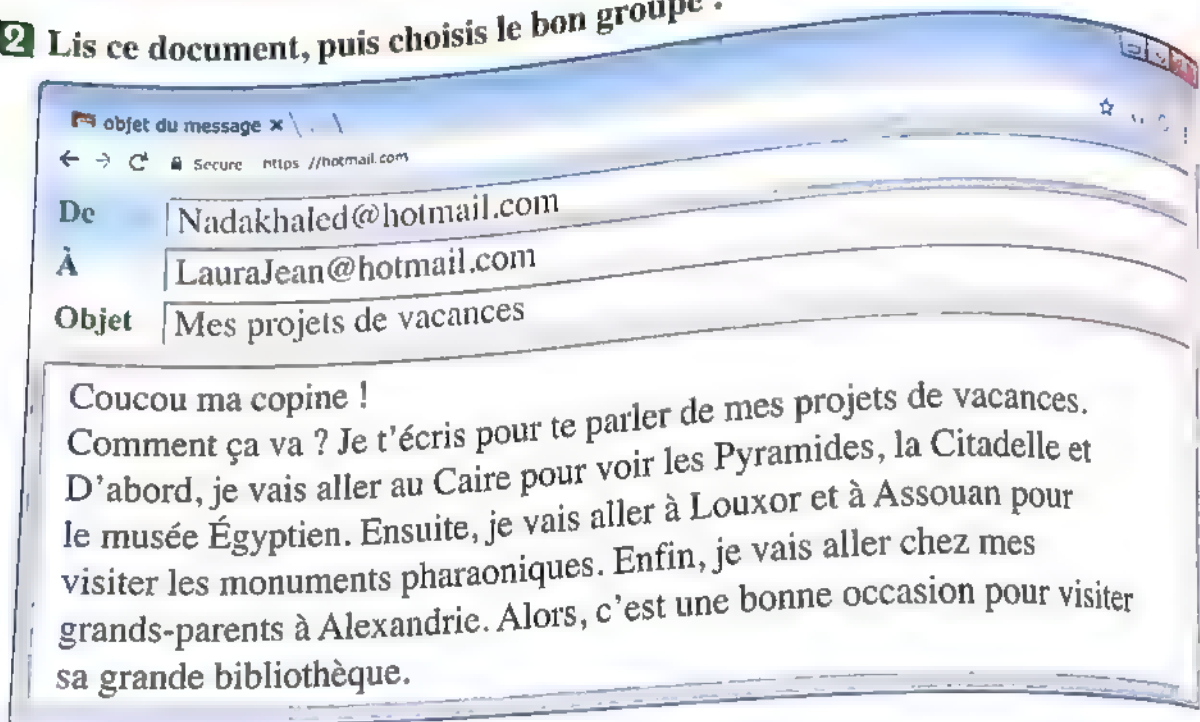 2 Lis ce document, puis choisis le bon groupe :
objet du message ×
Secure https //hotmail.com
De Nadakhaled@hotmail.com
À LauraJean@hotmail.com
Objet Mes projets de vacances
Coucou ma copine !
Comment ça va ? Je t'écris pour te parler de mes projets de vacances.
D'abord, je vais aller au Caire pour voir les Pyramides, la Citadelle et
le musée Égyptien. Ensuite, je vais aller à Louxor et à Assouan pour
visiter les monuments pharaoniques. Enfin, je vais aller chez mes
grands-parents à Alexandrie. Alors, c'est une bonne occasion pour visiter
sa grande bibliothèque.